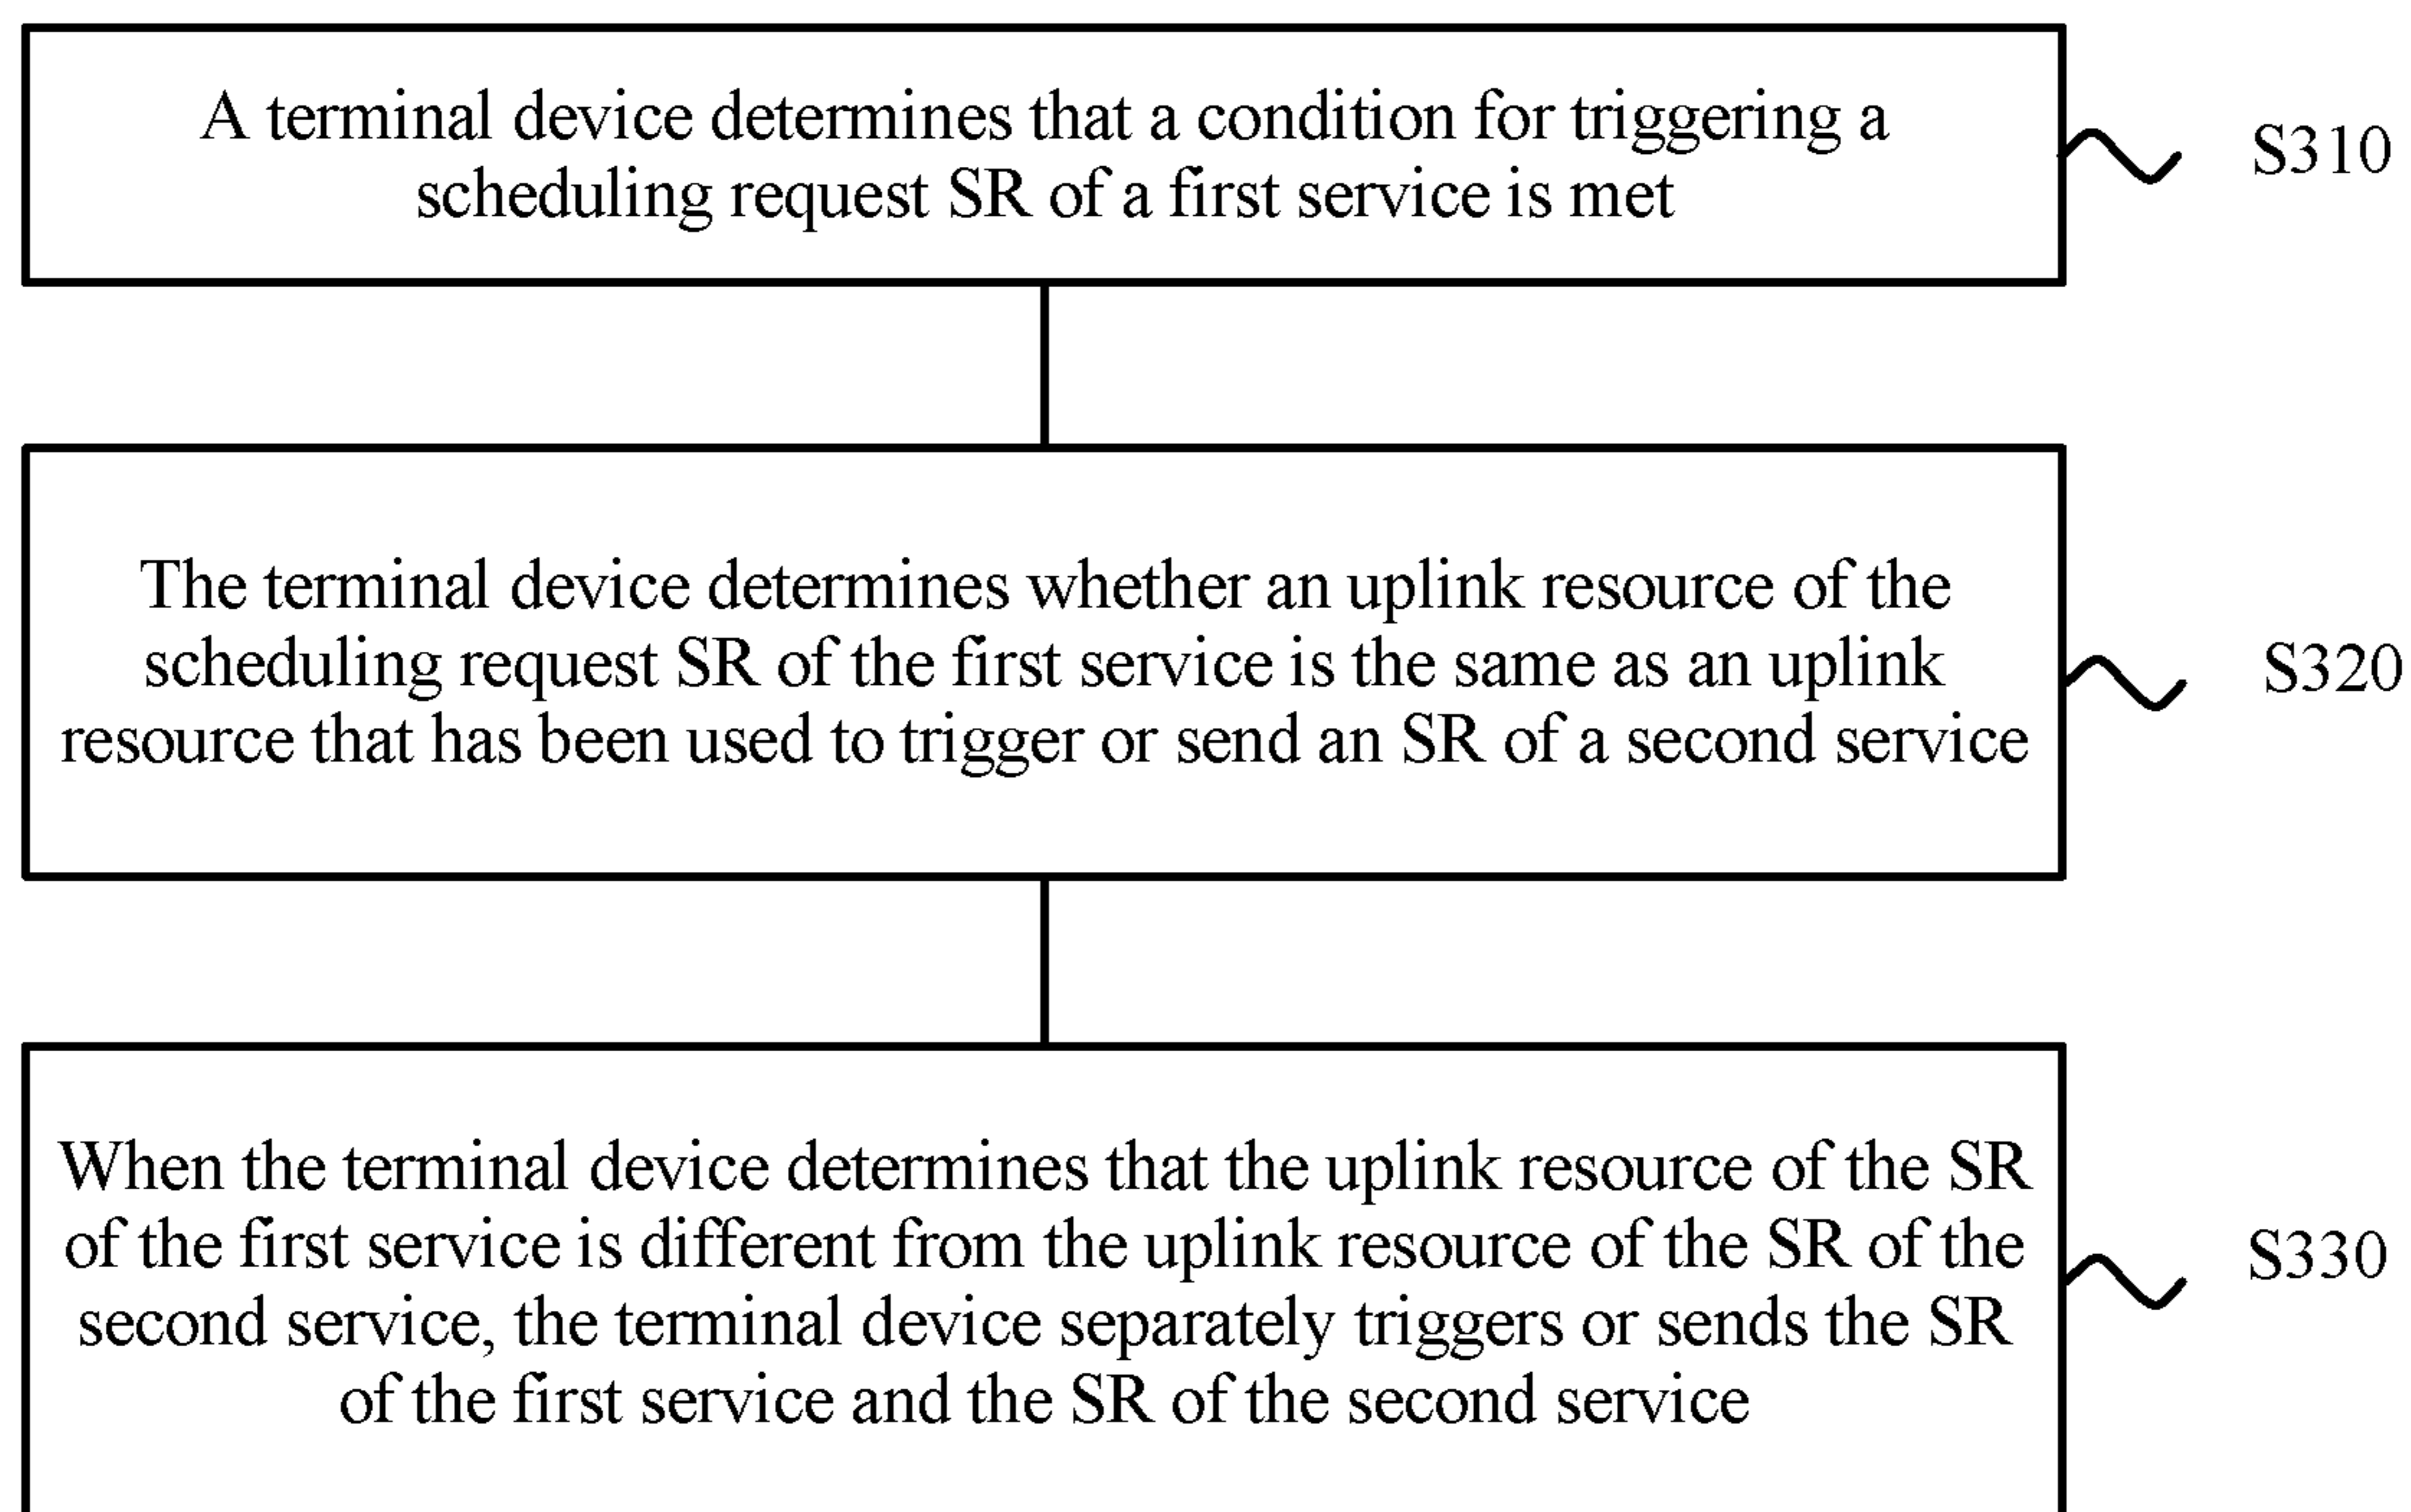 A terminal device determines that a condition for triggering a
scheduling request SR of a first service is met
S310
The terminal device determines whether an uplink resource of the
scheduling request SR of the first service is the same as an uplink
resource that has been used to trigger or send an SR of a second service
S320
When the terminal device determines that the uplink resource of the SR
of the first service is different from the uplink resource of the SR of the
second service, the terminal device separately triggers or sends the SR
of the first service and the SR of the second service
S330